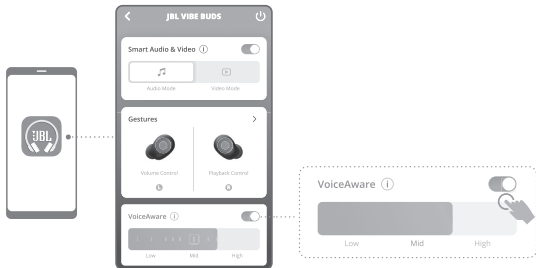 JBL
JBL VIBE BUDS
Smart Audio & Video i
Audio Mode Video Mode
Gestures
Volume Control Playback Control
L R
VoiceAware i
Low Mid High
VoiceAware i
Low Mid High